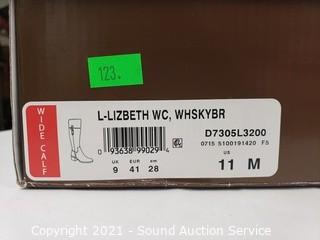 123.
WIDE CALF
L-LIZBETH WC, WHSKYBR
D7305L3200
0715 5100191420 F5
0 93638 99029 4
UK EUR cm
9 41 28
US
11 M
Copyright 2021 - Sound Auction Service